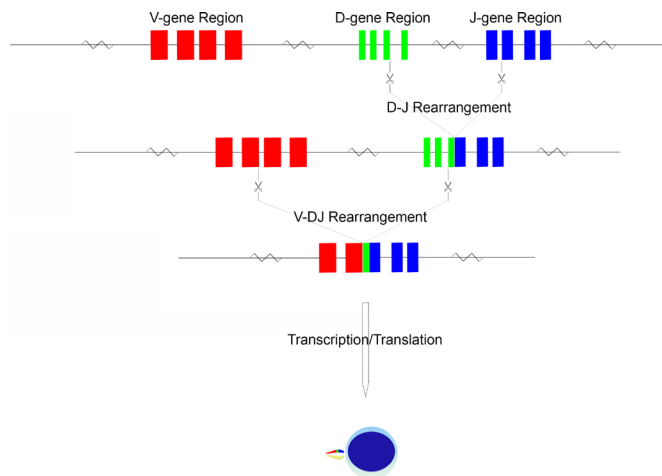 V-gene Region
D-gene Region
J-gene Region
D-J Rearrangement
V-DJ Rearrangement
Transcription/Translation